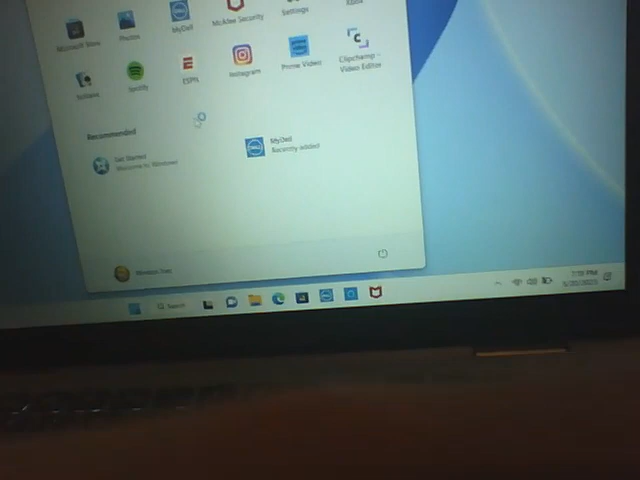 Microsoft Store
Photos
MyDell
McAfee Security
Settings
Xbox
Spotify
ESPN
Instagram
Prime Video
Clipchamp -
Video Editor
Recommended
Get Started
Welcome to Windows
MyDell
Recently added
Search